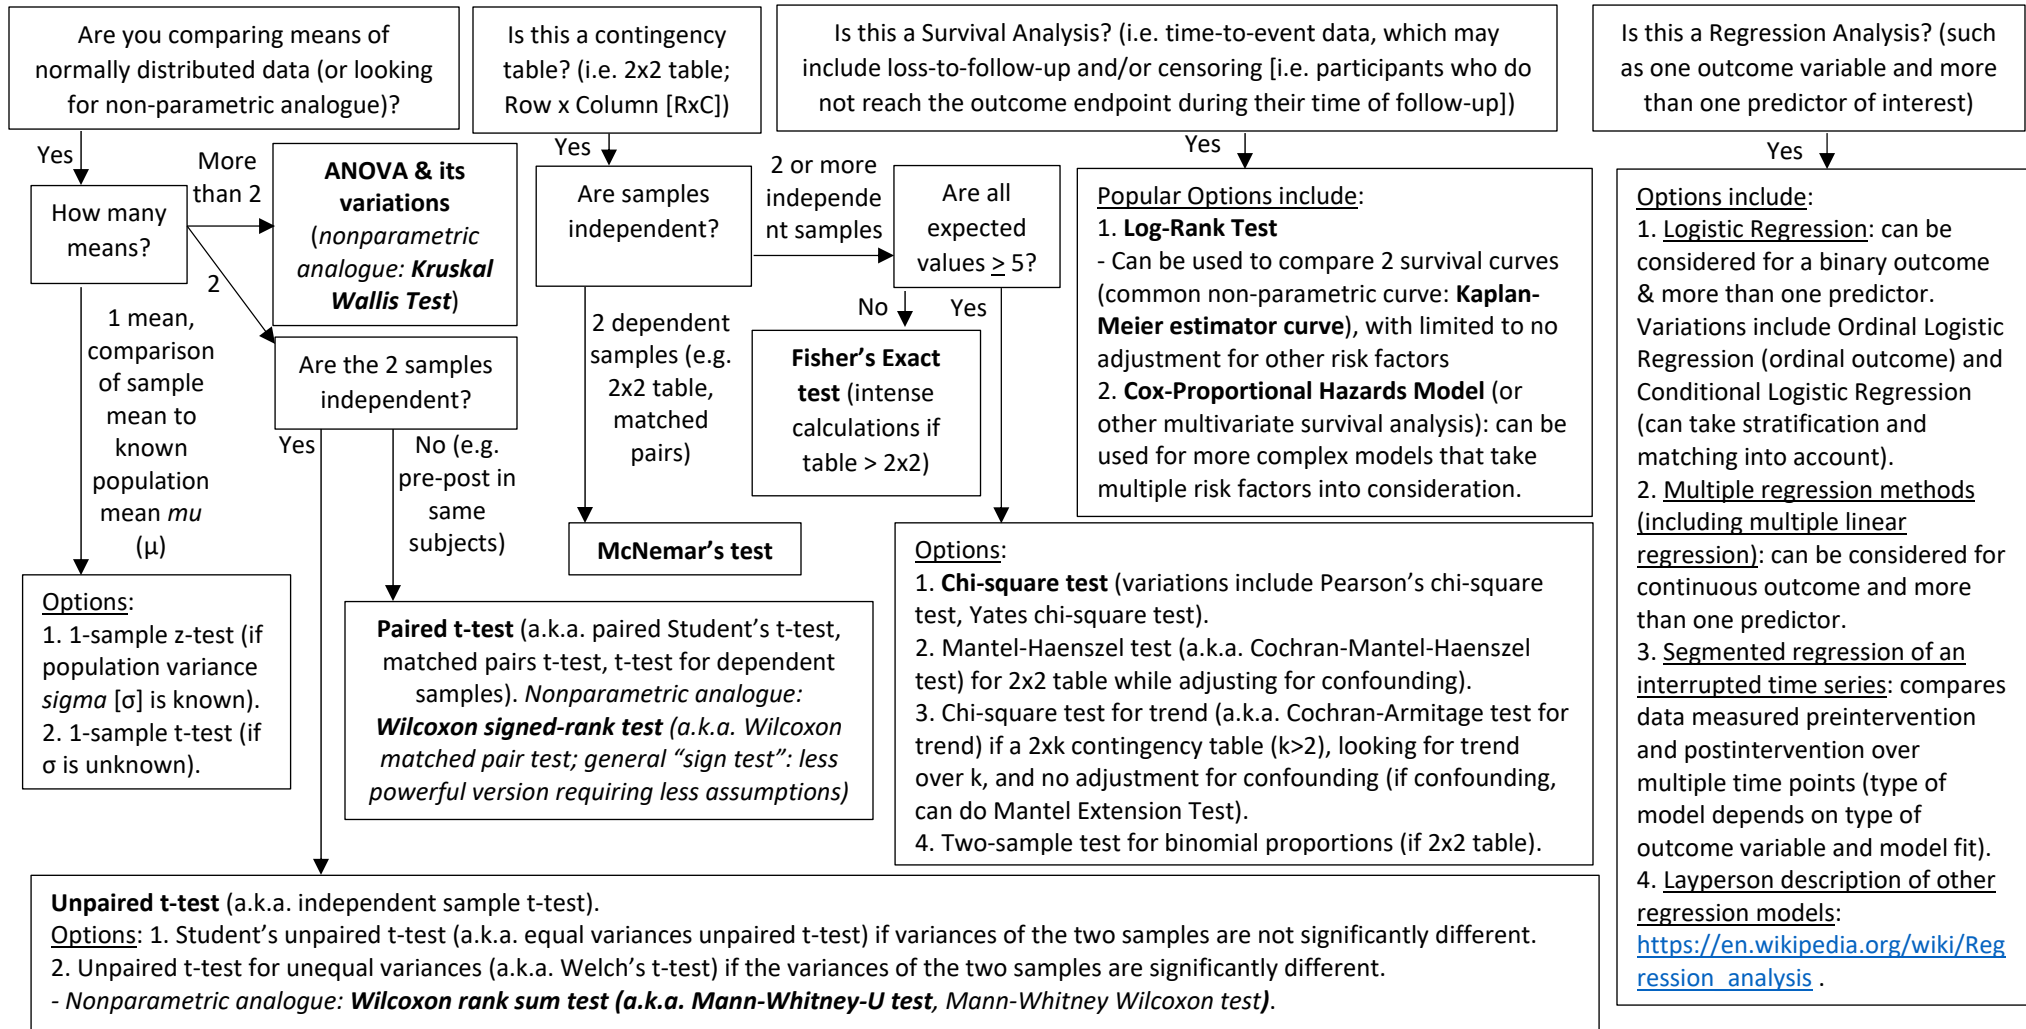 Are you comparing means of
normally distributed data (or looking
for non-parametric analogue)?
Yes
How many
means?
More
than 2
ANOVA & its
variations
(nonparametric
analogue: Kruskal
Wallis Test)
2
1 mean,
comparison
of sample
mean to
known
population
mean mu
(μ)
Options:
1. 1-sample z-test (if
population variance
sigma [σ] is known).
2. 1-sample t-test (if
σ is unknown).
Are the 2 samples
independent?
Yes
No (e.g.
pre-post in
same
subjects)
Paired t-test (a.k.a. paired Student’s t-test,
matched pairs t-test, t-test for dependent
samples). Nonparametric analogue:
Wilcoxon signed-rank test (a.k.a. Wilcoxon
matched pair test; general “sign test”: less
powerful version requiring less assumptions)
Unpaired t-test (a.k.a. independent sample t-test).
Options: 1. Student’s unpaired t-test (a.k.a. equal variances unpaired t-test) if variances of the two samples are not significantly different.
2. Unpaired t-test for unequal variances (a.k.a. Welch’s t-test) if the variances of the two samples are significantly different.
- Nonparametric analogue: Wilcoxon rank sum test (a.k.a. Mann-Whitney-U test, Mann-Whitney Wilcoxon test).
Is this a contingency
table? (i.e. 2x2 table;
Row x Column [RxC])
Yes
Are samples
independent?
2 or more
independe
nt samples
Are all
expected
values > 5?
No
Yes
2 dependent
samples (e.g.
2x2 table,
matched
pairs)
Fisher’s Exact
test (intense
calculations if
table > 2x2)
McNemar’s test
Options:
1. Chi-square test (variations include Pearson’s chi-square
test, Yates chi-square test).
2. Mantel-Haenszel test (a.k.a. Cochran-Mantel-Haenszel
test) for 2x2 table while adjusting for confounding).
3. Chi-square test for trend (a.k.a. Cochran-Armitage test for
trend) if a 2xk contingency table (k>2), looking for trend
over k, and no adjustment for confounding (if confounding,
can do Mantel Extension Test).
4. Two-sample test for binomial proportions (if 2x2 table).
Is this a Survival Analysis? (i.e. time-to-event data, which may
include loss-to-follow-up and/or censoring [i.e. participants who do
not reach the outcome endpoint during their time of follow-up])
Yes
Popular Options include:
1. Log-Rank Test
- Can be used to compare 2 survival curves
(common non-parametric curve: Kaplan-
Meier estimator curve), with limited to no
adjustment for other risk factors
2. Cox-Proportional Hazards Model (or
other multivariate survival analysis): can be
used for more complex models that take
multiple risk factors into consideration.
Is this a Regression Analysis? (such
as one outcome variable and more
than one predictor of interest)
Yes
Options include:
1. Logistic Regression: can be
considered for a binary outcome
& more than one predictor.
Variations include Ordinal Logistic
Regression (ordinal outcome) and
Conditional Logistic Regression
(can take stratification and
matching into account).
2. Multiple regression methods
(including multiple linear
regression): can be considered for
continuous outcome and more
than one predictor.
3. Segmented regression of an
interrupted time series: compares
data measured preintervention
and postintervention over
multiple time points (type of
model depends on type of
outcome variable and model fit).
4. Layperson description of other
regression models:
https://en.wikipedia.org/wiki/Reg
ression_analysis .